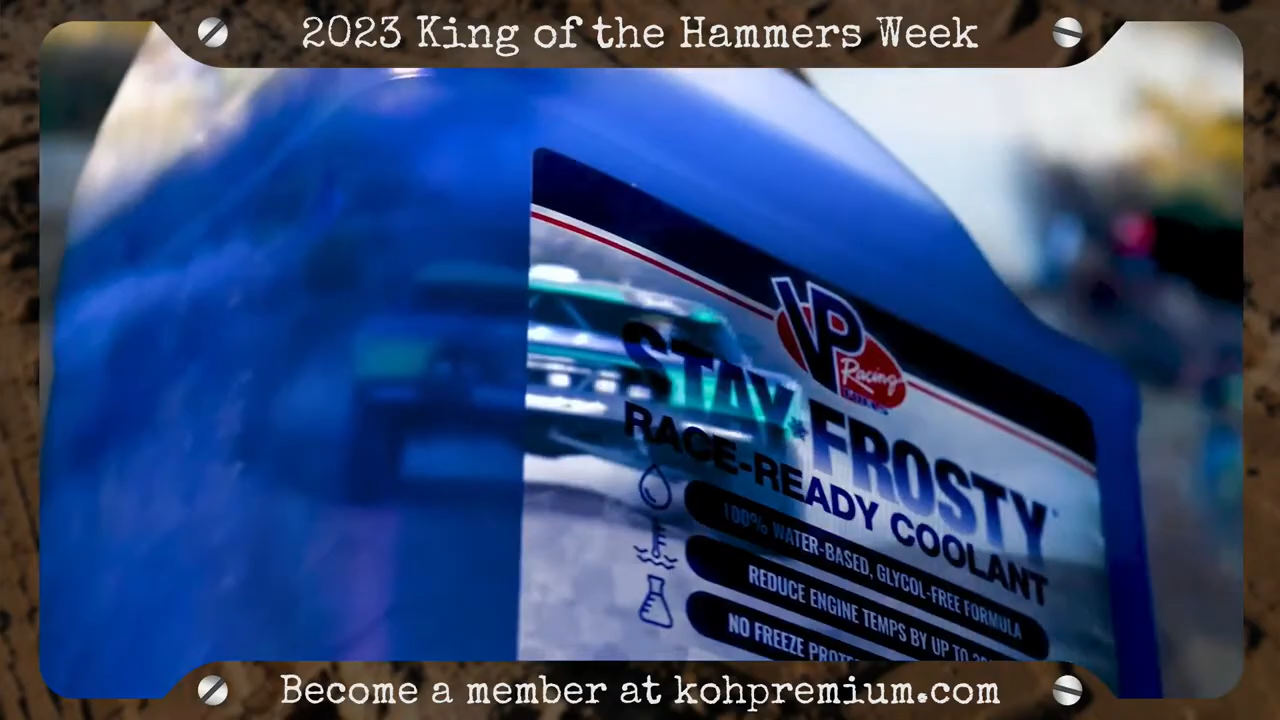 2023 King of the Hammers Week
VP
Racing
STAY FROSTY
RACE-READY COOLANT
100% WATER-BASED, GLYCOL-FREE FORMULA
REDUCE ENGINE TEMPS BY UP TO
NO FREEZE
Become a member at kohpremium.com